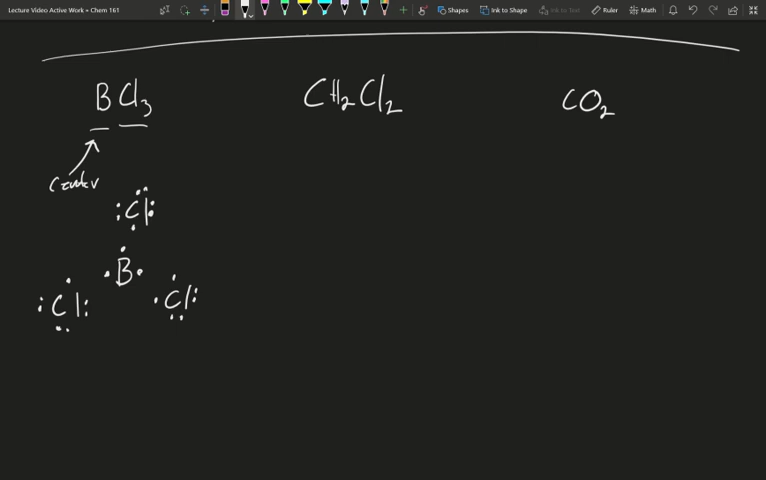 Lecture Video Active Work » Chem 161
Shapes Ink to Shape Ink to Text Ruler Math
BCl3 CH2Cl2 CO2
Center
Cl
B
Cl Cl